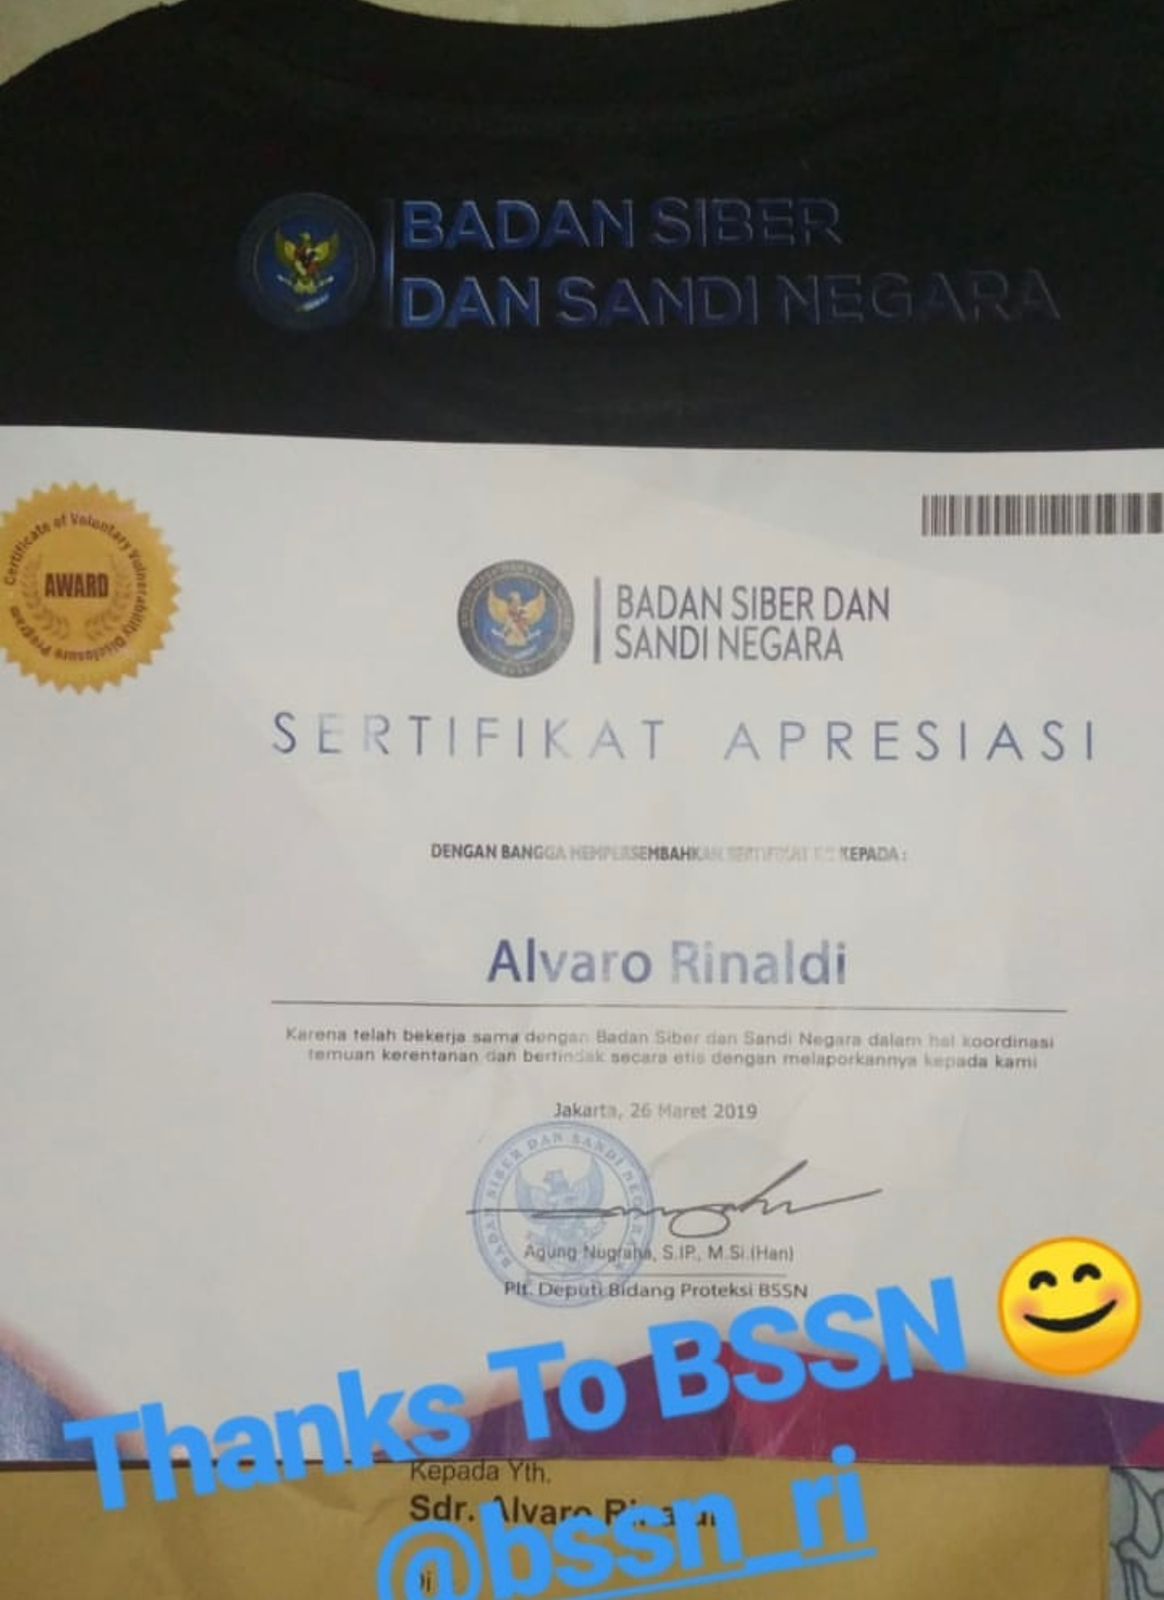 BADAN SIBER
DAN SANDI NEGARA
Certificate of Voluntary Vulnerability Disclosure Program
AWARD
BADAN SIBER DAN
SANDI NEGARA
SERTIFIKAT APRESIASI
DENGAN BANGGA MEMPERSEMBAHKAN SERTIFIKAT INI KEPADA :
Alvaro Rinaldi
Karena telah bekerja sama dengan Badan Siber dan Sandi Negara dalam hal koordinasi
temuan kerentanan dan bertindak secara etis dengan melaporkannya kepada kami
Jakarta, 26 Maret 2019
BADAN SIBER DAN SANDI NEGARA
Agung Nugraha, S.IP., M.Si.(Han)
Plt. Deputi Bidang Proteksi BSSN
Thanks To BSSN 😊
Kepada Yth.
Sdr. Alvaro Rinaldi
@bssn_ri